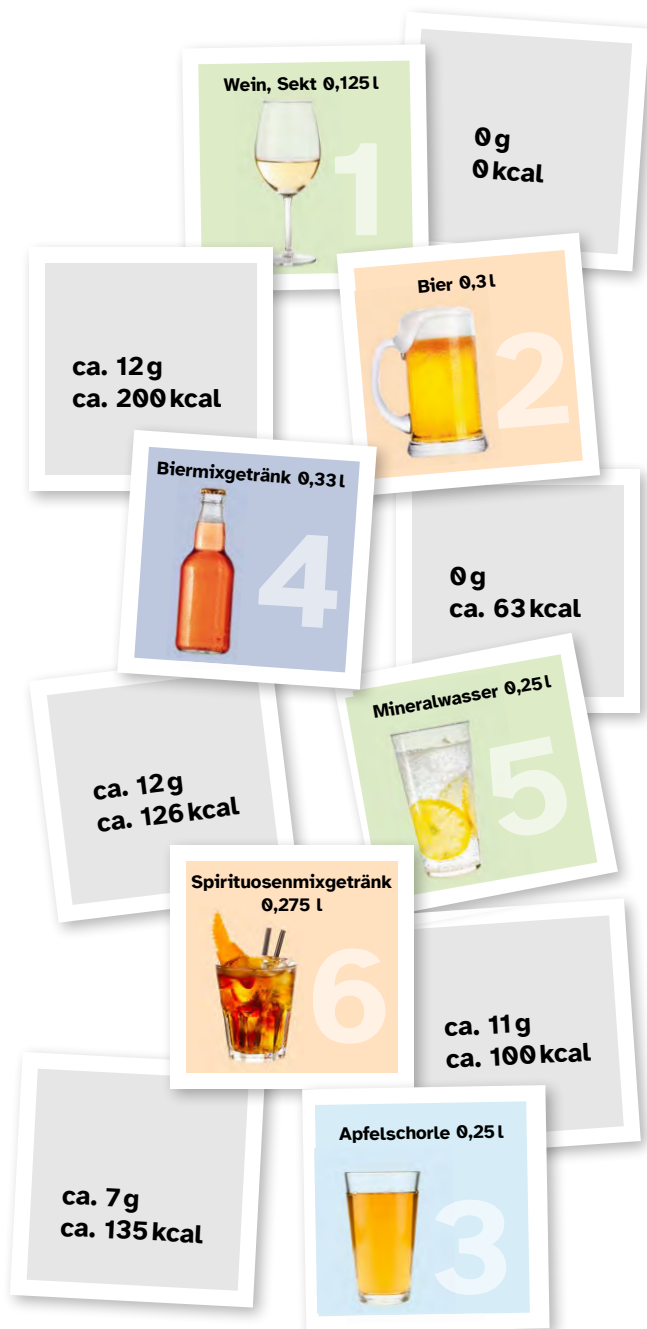 Wein, Sekt 0,125 l
1
0 g
0 kcal
ca. 12 g
ca. 200 kcal
Bier 0,3 l
2
Biermixgetränk 0,33 l
4
0 g
ca. 63 kcal
ca. 12 g
ca. 126 kcal
Mineralwasser 0,25 l
5
Spirituosenmixgetränk
0,275 l
6
ca. 11 g
ca. 100 kcal
ca. 7 g
ca. 135 kcal
Apfelschorle 0,25 l
3